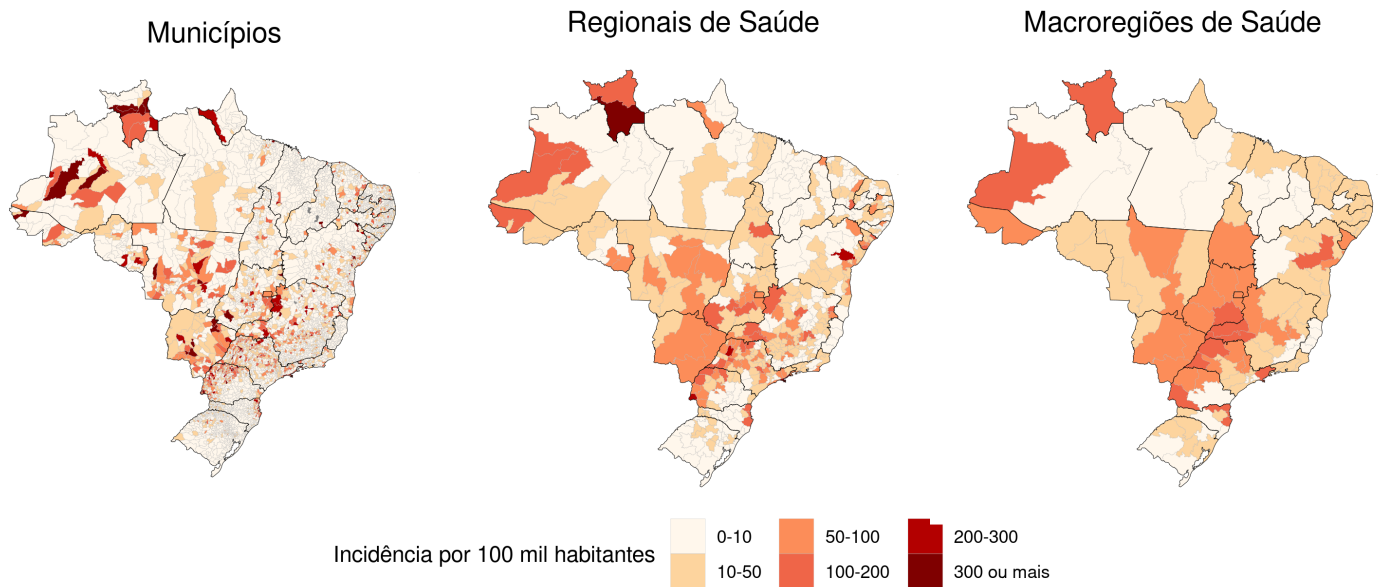 Municípios
Regionais de Saúde
Macroregiões de Saúde
Incidência por 100 mil habitantes
0-10
50-100
200-300
10-50
100-200
300 ou mais